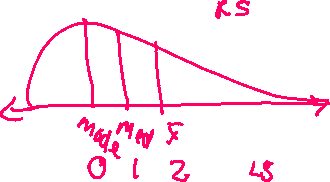 RS
Mode Med x̄
0 1 2 LS